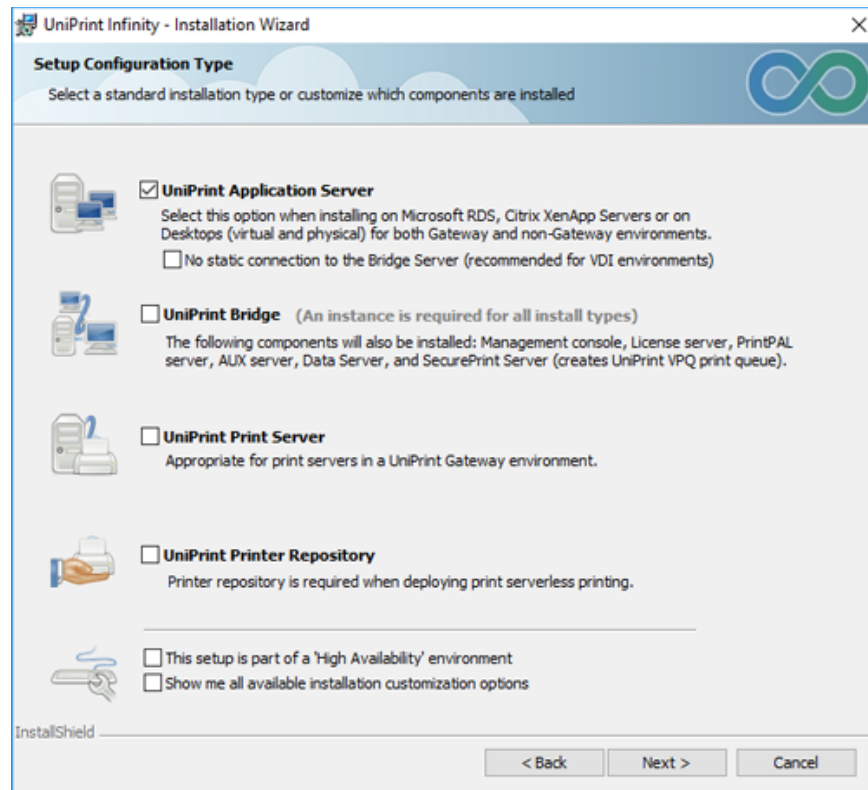 UniPrint Infinity - Installation Wizard
Setup Configuration Type
Select a standard installation type or customize which components are installed
UniPrint Application Server
Select this option when installing on Microsoft RDS, Citrix XenApp Servers or on
Desktops (virtual and physical) for both Gateway and non-Gateway environments.
No static connection to the Bridge Server (recommended for VDI environments)
UniPrint Bridge (An instance is required for all install types)
The following components will also be installed: Management console, License server, PrintPAL
server, AUX server, Data Server, and SecurePrint Server (creates UniPrint VPQ print queue).
UniPrint Print Server
Appropriate for print servers in a UniPrint Gateway environment.
UniPrint Printer Repository
Printer repository is required when deploying print serverless printing.
This setup is part of a 'High Availability' environment
Show me all available installation customization options
InstallShield
< Back Next > Cancel